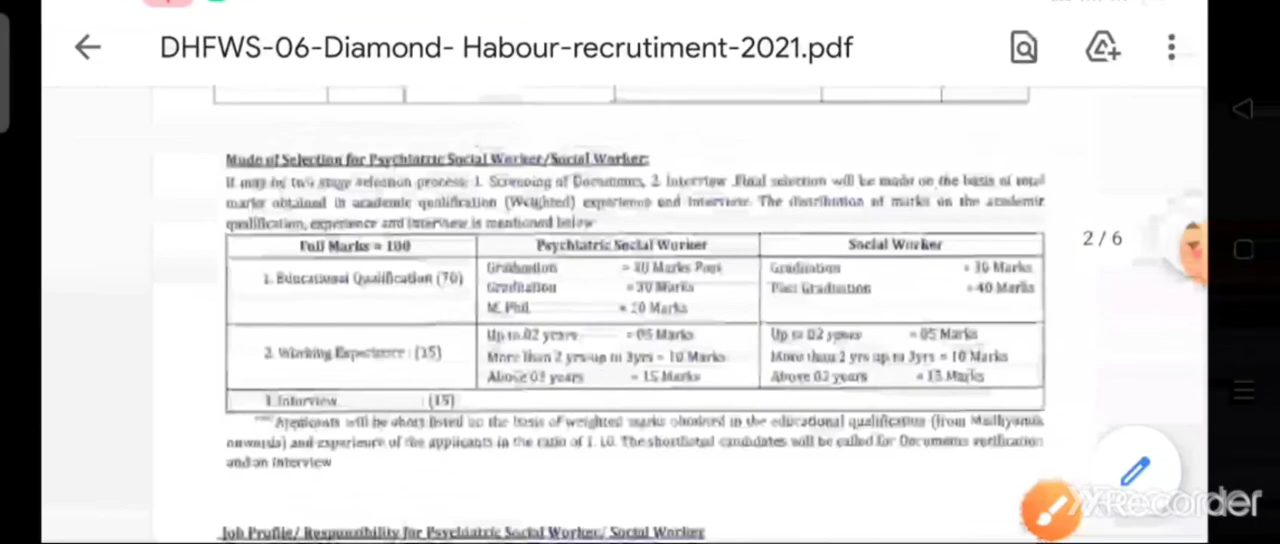 DHFWS-06-Diamond- Habour-recrutiment-2021.pdf
Mode of Selection for Psychiatric Social Worker/Social Worker:
It may be two stage selection process: 1. Screening of Documents, 2. Interview .Final selection will be made on the basis of total
marks obtained in academic qualification (Weighted) experience and Interview. The distribution of marks on the academic
qualification, experience and Interview is mentioned below
Full Marks = 100 Psychiatric Social Worker Social Worker
2 / 6
1. Educational Qualification (70)
Graduation Marks Post
Graduation = 30 Marks
M. Phil = 10 Marks
Graduation = 30 Marks
Post Graduation = 40 Marks
2. Working Experience : (15)
Up to 02 years = 05 Marks
More than 2 yrs up to 3yrs = 10 Marks
Above 03 years = 15 Marks
Up to 02 years = 05 Marks
More than 2 yrs up to 3yrs = 10 Marks
Above 03 years = 15 Marks
Interview : (15)
Applicants will be short listed on the basis of weighted marks obtained in the educational qualification (from Madhyamik
onwards) and experience of the applicants in the ratio of 1:10. The shortlisted candidates will be called for Documents verification
and an Interview
Job Profile/ Responsibility for Psychiatric Social Worker/ Social Worker
XRecorder